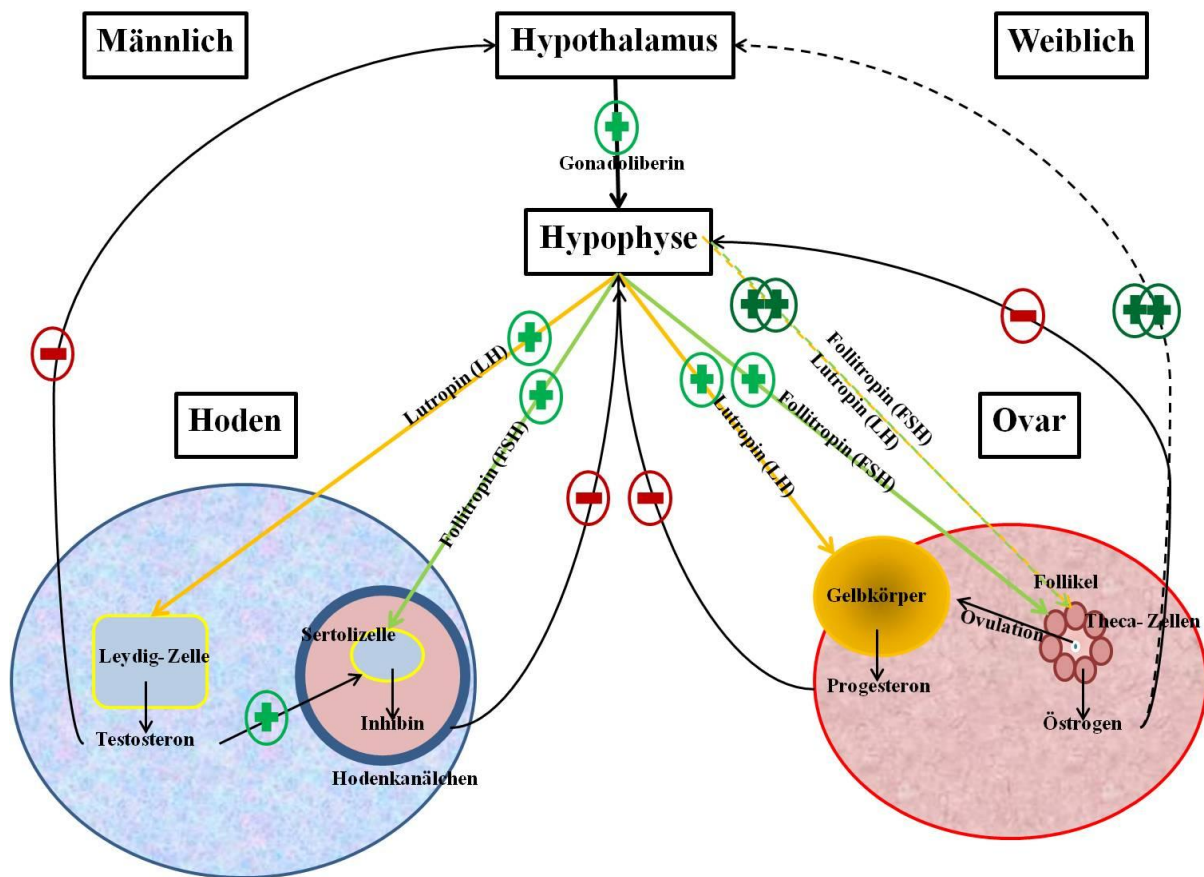 Männlich
Hypothalamus
Weiblich
Gonadoliberin
Hypophyse
Lutropin (LH)
Follitropin (FSH)
Lutropin (LH)
Follitropin (FSH)
Follitropin (FSH)
Lutropin (LH)
Hoden
Ovar
Sertolizelle
Leydig-Zelle
Inhibin
Testosteron
Hodenkanälchen
Gelbkörper
Follikel
Theca-Zellen
Ovulation
Progesteron
Östrogen